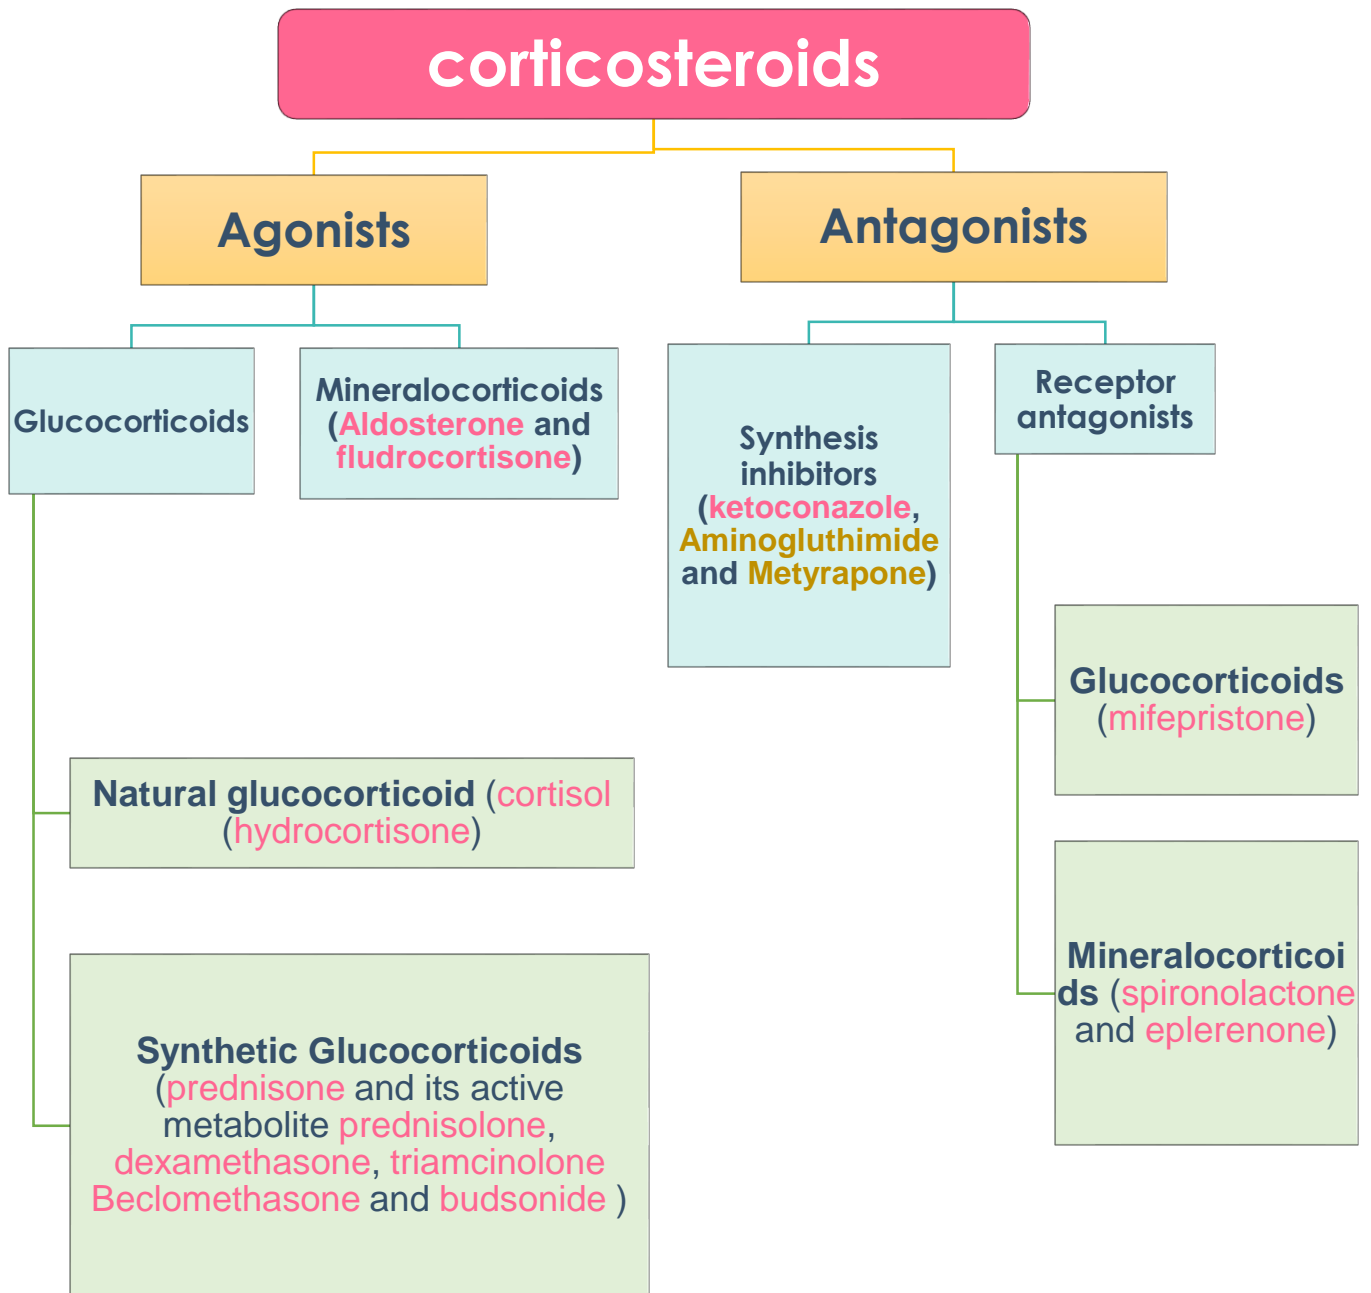 corticosteroids
Agonists
Antagonists
Glucocorticoids
Mineralocorticoids
(Aldosterone and
fludrocortisone)
Synthesis
inhibitors
(ketoconazole,
Aminogluthimide
and Metyrapone)
Receptor
antagonists
Natural glucocorticoid (cortisol
(hydrocortisone)
Synthetic Glucocorticoids
(prednisone and its active
metabolite prednisolone,
dexamethasone, triamcinolone
Beclomethasone and budsonide )
Glucocorticoids
(mifepristone)
Mineralocorticoi
ds (spironolactone
and eplerenone)